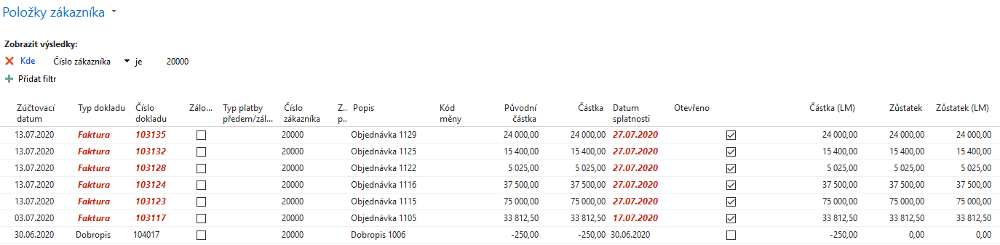 Položky zákazníka
Zobrazit výsledky:
Kde Číslo zákazníka je 20000
Přidat filtr
Zúčtovací datum Typ dokladu Číslo dokladu Zálo... Typ platby předem/zál... Číslo zákazníka Z.. p.. Popis Kód měny Původní částka Částka Datum splatnosti Otevřeno Částka (LM) Zůstatek Zůstatek (LM)
13.07.2020 Faktura 103135 20000 Objednávka 1129 24 000,00 24 000,00 27.07.2020 24 000,00 24 000,00 24 000,00
13.07.2020 Faktura 103132 20000 Objednávka 1125 15 400,00 15 400,00 27.07.2020 15 400,00 15 400,00 15 400,00
13.07.2020 Faktura 103128 20000 Objednávka 1122 5 025,00 5 025,00 27.07.2020 5 025,00 5 025,00 5 025,00
13.07.2020 Faktura 103124 20000 Objednávka 1116 37 500,00 37 500,00 27.07.2020 37 500,00 37 500,00 37 500,00
13.07.2020 Faktura 103123 20000 Objednávka 1115 75 000,00 75 000,00 27.07.2020 75 000,00 75 000,00 75 000,00
03.07.2020 Faktura 103117 20000 Objednávka 1105 33 812,50 33 812,50 17.07.2020 33 812,50 33 812,50 33 812,50
30.06.2020 Dobropis 104017 20000 Dobropis 1006 -250,00 -250,00 30.06.2020 -250,00 0,00 0,00